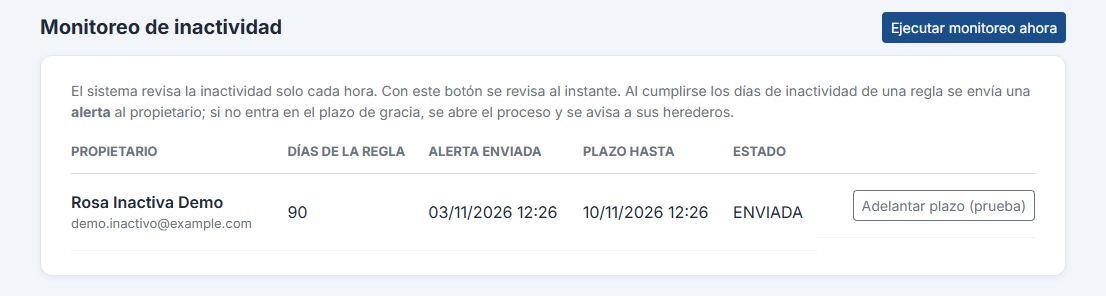 Monitoreo de inactividad
Ejecutar monitoreo ahora
El sistema revisa la inactividad solo cada hora. Con este botón se revisa al instante. Al cumplirse los días de inactividad de una regla se envía una
alerta al propietario; si no entra en el plazo de gracia, se abre el proceso y se avisa a sus herederos.
PROPIETARIO DÍAS DE LA REGLA ALERTA ENVIADA PLAZO HASTA ESTADO
Rosa Inactiva Demo
demo.inactivo@example.com
90 03/11/2026 12:26 10/11/2026 12:26 ENVIADA Adelantar plazo (prueba)